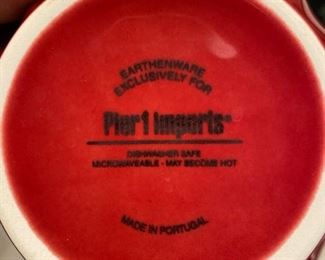 EARTHENWARE
EXCLUSIVELY FOR
Pier 1 Imports®
DISHWASHER SAFE
MICROWAVEABLE - MAY BECOME HOT
MADE IN PORTUGAL